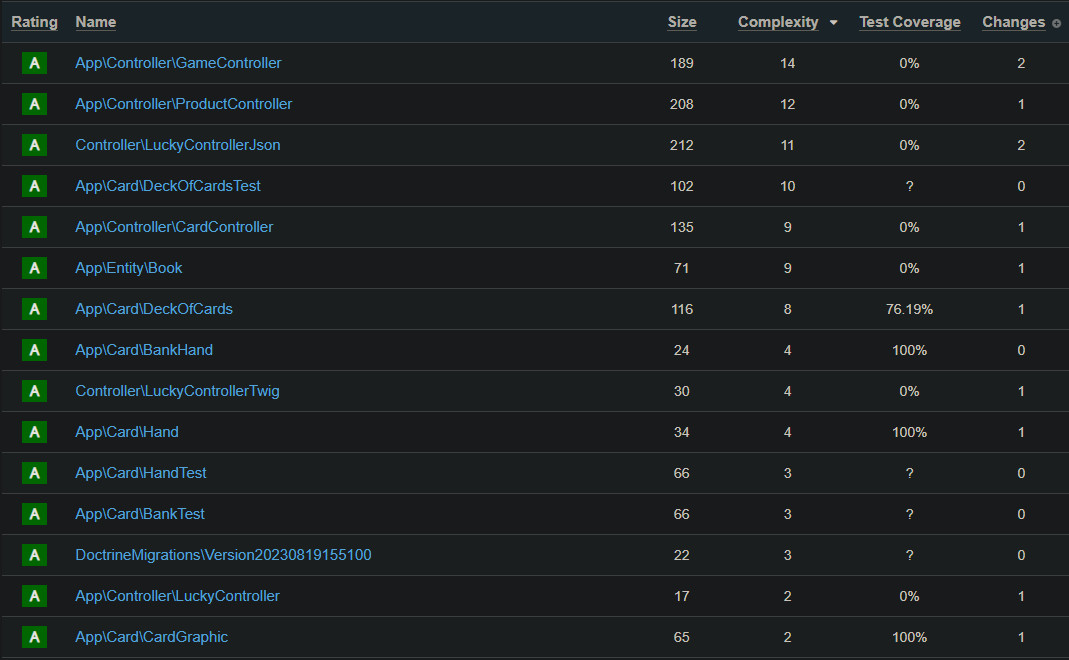 Rating Name Size Complexity Test Coverage Changes
A App\Controller\GameController 189 14 0% 2
A App\Controller\ProductController 208 12 0% 1
A Controller\LuckyControllerJson 212 11 0% 2
A App\Card\DeckOfCardsTest 102 10 ? 0
A App\Controller\CardController 135 9 0% 1
A App\Entity\Book 71 9 0% 1
A App\Card\DeckOfCards 116 8 76.19% 1
A App\Card\BankHand 24 4 100% 0
A Controller\LuckyControllerTwig 30 4 0% 1
A App\Card\Hand 34 4 100% 1
A App\Card\HandTest 66 3 ? 0
A App\Card\BankTest 66 3 ? 0
A DoctrineMigrations\Version20230819155100 22 3 ? 0
A App\Controller\LuckyController 17 2 0% 1
A App\Card\CardGraphic 65 2 100% 1